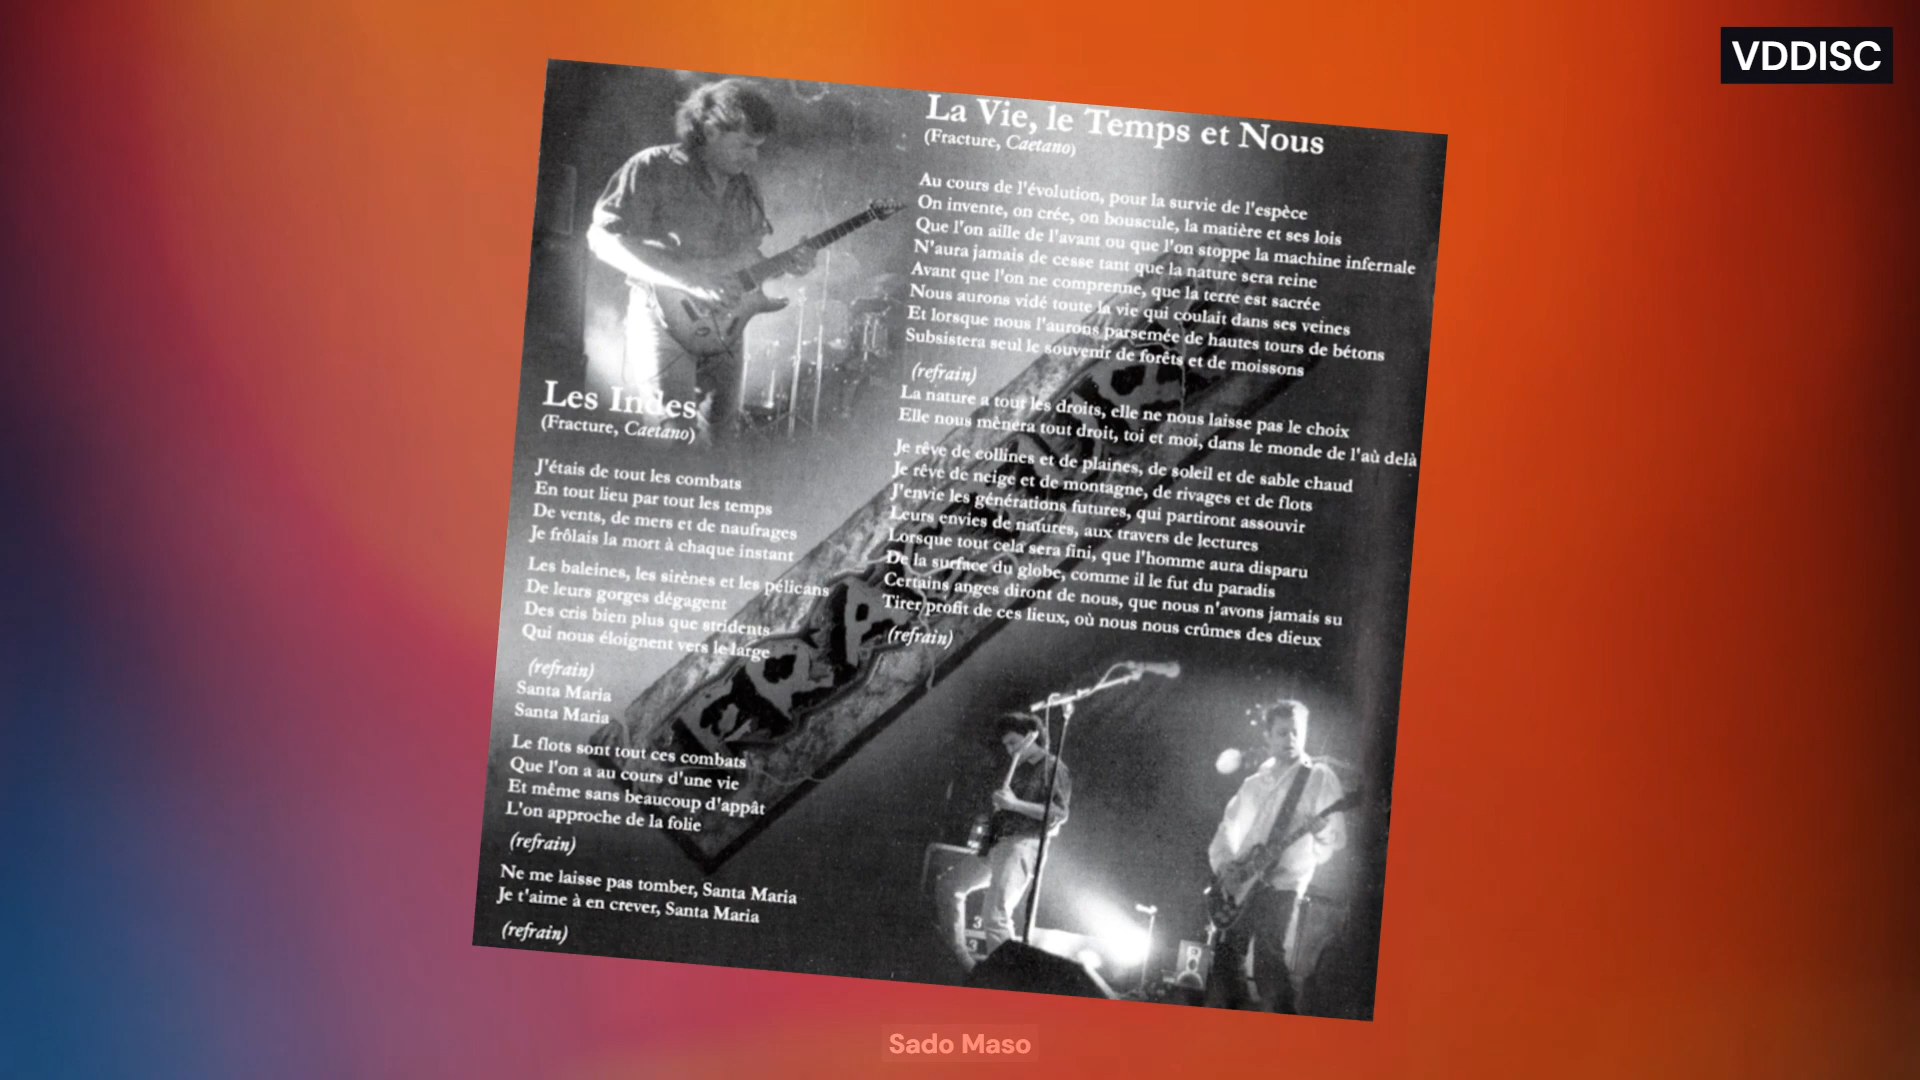 VDDISC
La Vie, le Temps et Nous
(Fracture, Caetano)
Au cours de l'évolution, pour la survie de l'espèce
On invente, on crée, on bouscule, la matière et ses lois
Que l'on aille de l'avant ou que l'on stoppe la machine infernale
N'aura jamais de cesse tant que la nature sera reine
Avant que l'on ne comprenne, que la terre est sacrée
Nous aurons vidé toute la vie qui coulait dans ses veines
Et lorsque nous l'aurons parsemée de hautes tours de bétons
Subsistera seul le souvenir de forêts et de moissons
(refrain)
La nature a tout les droits, elle ne nous laisse pas le choix
Elle nous mènera tout droit, toi et moi, dans le monde de l'aù delà
Je rêve de collines et de plaines, de soleil et de sable chaud
Je rêve de neige et de montagne, de rivages et de flots
J'envie les générations futures, qui partiront assouvir
Leurs envies de natures, aux travers de lectures
Lorsque tout cela sera fini, que l'homme aura disparu
De la surface du globe, comme il le fut du paradis
Certains anges diront de nous, que nous n'avons jamais su
Tirer profit de ces lieux, où nous nous crûmes des dieux
(refrain)
Les Indes
(Fracture, Caetano)
J'étais de tout les combats
En tout lieu par tout les temps
De vents, de mers et de naufrages
Je frôlais la mort à chaque instant
Les baleines, les sirènes et les pélicans
De leurs gorges dégagent
Des cris bien plus que stridents
Qui nous éloignent vers le large
(refrain)
Santa Maria
Santa Maria
Le flots sont tout ces combats
Que l'on a au cours d'une vie
Et même sans beaucoup d'appât
L'on approche de la folie
(refrain)
Ne me laisse pas tomber, Santa Maria
Je t'aime à en crever, Santa Maria
(refrain)
3
3
Sado Maso